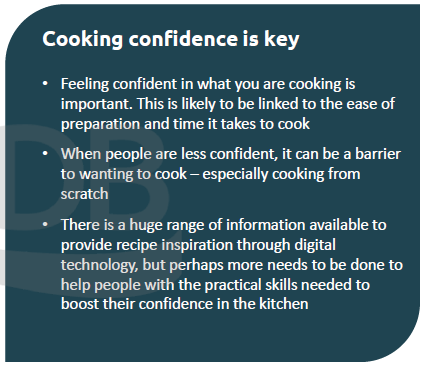 Cooking confidence is key
• Feeling confident in what you are cooking is
important. This is likely to be linked to the ease of
preparation and time it takes to cook
• When people are less confident, it can be a barrier
to wanting to cook – especially cooking from
scratch
• There is a huge range of information available to
provide recipe inspiration through digital
technology, but perhaps more needs to be done to
help people with the practical skills needed to
boost their confidence in the kitchen
DB